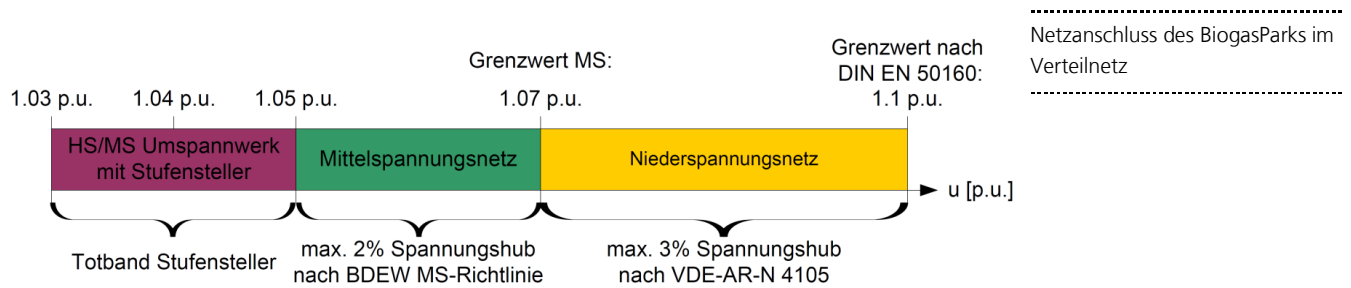 Netzanschluss des BiogasParks im
Verteilnetz
Grenzwert MS:
Grenzwert nach
DIN EN 50160:
1.03 p.u. 1.04 p.u. 1.05 p.u. 1.07 p.u. 1.1 p.u.
HS/MS Umspannwerk
mit Stufensteller
Mittelspannungsnetz
Niederspannungsnetz
u [p.u.]
Totband Stufensteller
max. 2% Spannungshub
nach BDEW MS-Richtlinie
max. 3% Spannungshub
nach VDE-AR-N 4105